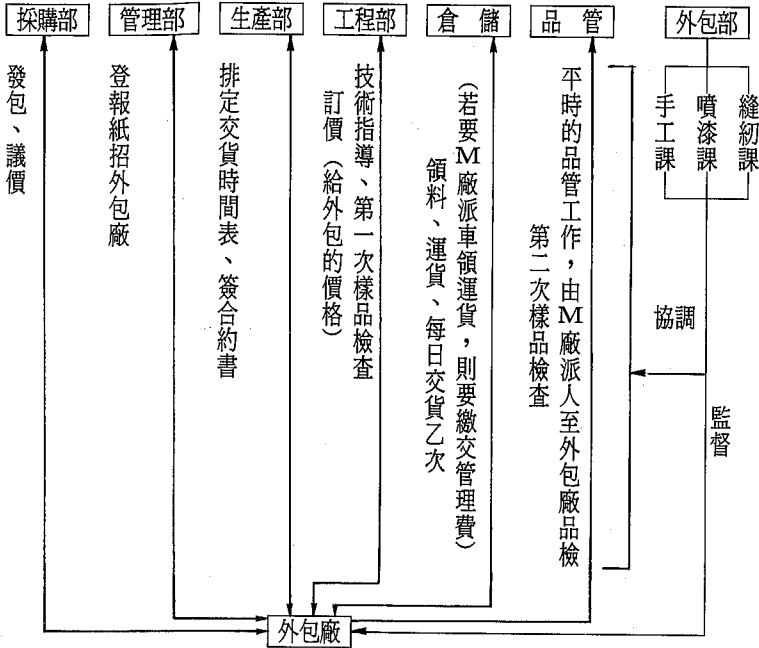 採購部
管理部
生產部
工程部
倉儲
品管
外包部
縫紉課
噴漆課
手工課
發包、議價
登報紙招外包廠
排定交貨時間表、簽合約書
技術指導、第一次樣品檢查
訂價（給外包的價格）
（若要M廠派車領運貨，則要繳交管理費）
領料、運貨、每日交貨乙次
平時的品管工作，由M廠派人至外包廠品檢
第二次樣品檢查
協調
監督
外包廠